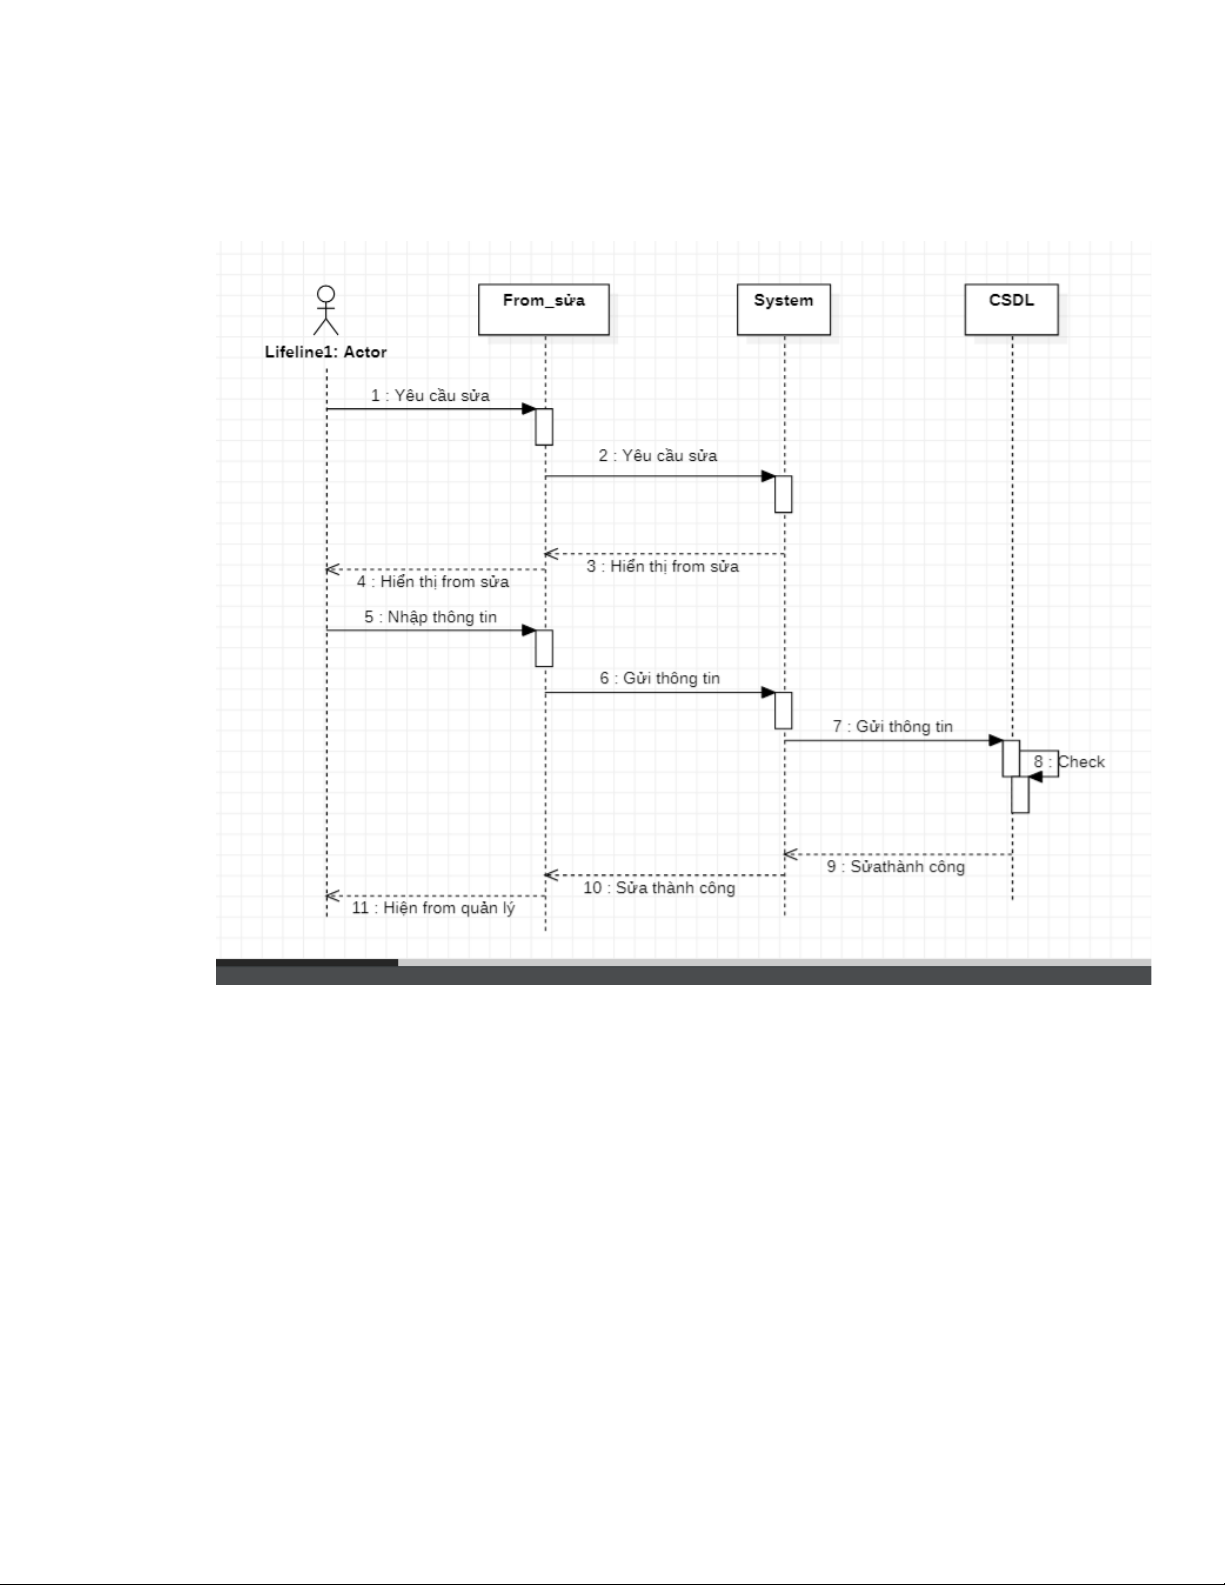 From_sửa
System
CSDL
Lifeline1: Actor
1 : Yêu cầu sửa
2 : Yêu cầu sửa
3 : Hiển thị from sửa
4 : Hiển thị from sửa
5 : Nhập thông tin
6 : Gửi thông tin
7 : Gửi thông tin
8 : Check
9 : Sửathành công
10 : Sửa thành công
11 : Hiện from quản lý